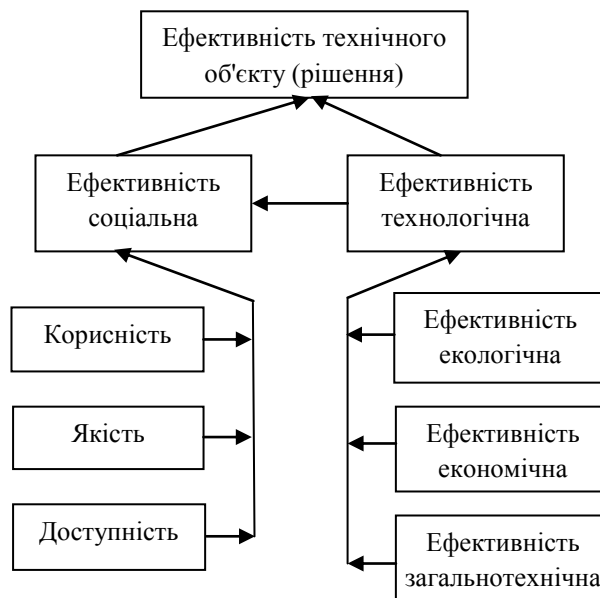 Ефективність технічного
об'єкту (рішення)
Ефективність
соціальна
Ефективність
технологічна
Корисність
Якість
Доступність
Ефективність
екологічна
Ефективність
економічна
Ефективність
загальнотехнічна